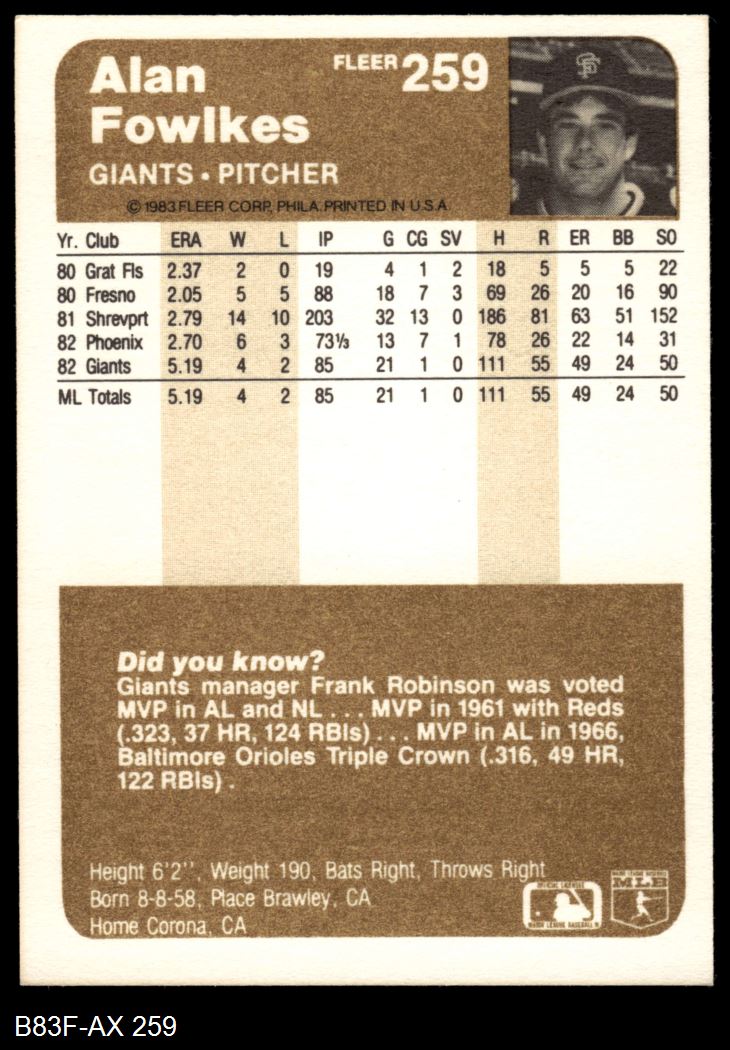 Alan
Fowlkes
FLEER 259
GIANTS • PITCHER
© 1983 FLEER CORP. PHILA. PRINTED IN U.S.A.
Yr. Club ERA W L IP G CG SV H R ER BB SO
80 Grat Fls 2.37 2 0 19 4 1 2 18 5 5 5 22
80 Fresno 2.05 5 5 88 18 7 3 69 26 20 16 90
81 Shrevprt 2.79 14 10 203 32 13 0 186 81 63 51 152
82 Phoenix 2.70 6 3 73⅓ 13 7 1 78 26 22 14 31
82 Giants 5.19 4 2 85 21 1 0 111 55 49 24 50
ML Totals 5.19 4 2 85 21 1 0 111 55 49 24 50
Did you know?
Giants manager Frank Robinson was voted
MVP in AL and NL . . . MVP in 1961 with Reds
(.323, 37 HR, 124 RBIs) . . . MVP in AL in 1966,
Baltimore Orioles Triple Crown (.316, 49 HR,
122 RBIs) .
Height 6'2'', Weight 190, Bats Right, Throws Right
Born 8-8-58, Place Brawley, CA
Home Corona, CA
OFFICIAL LICENSEE
MAJOR LEAGUE BASEBALL
MLB
B83F-AX 259